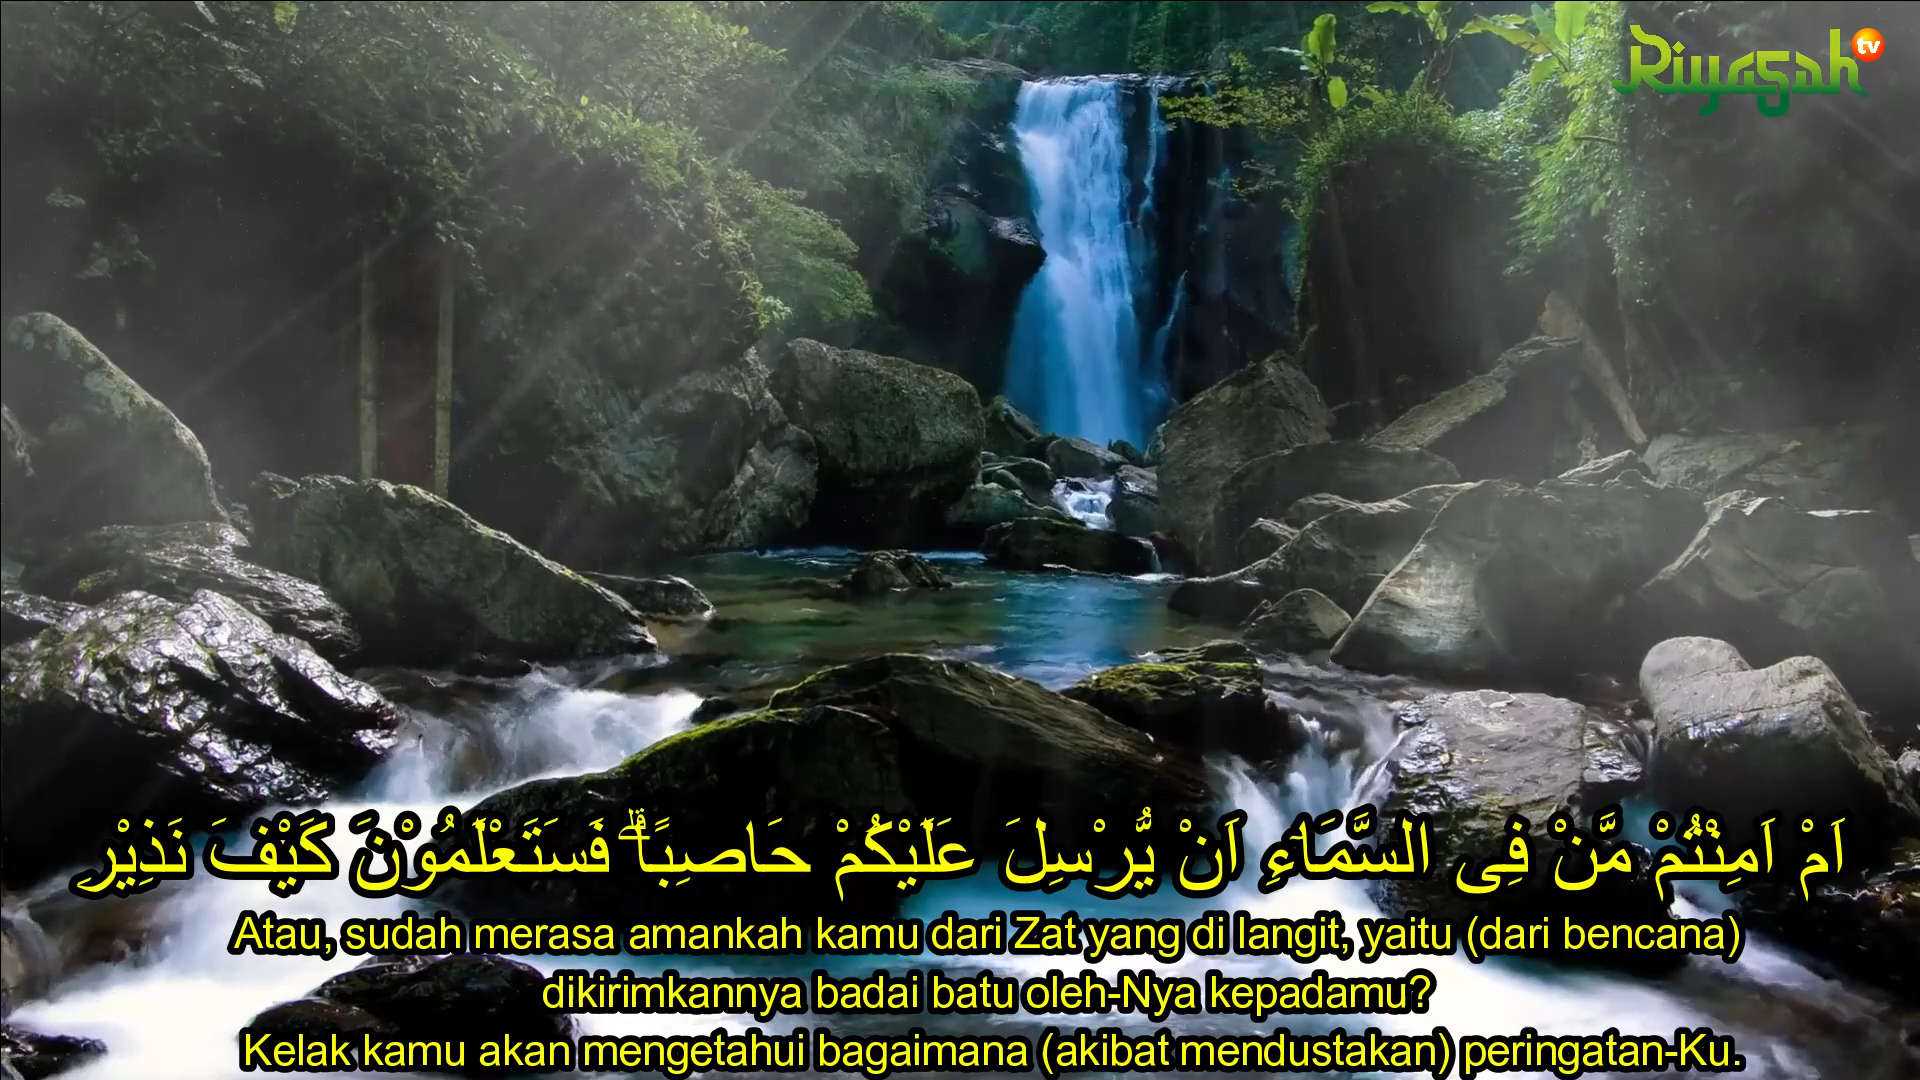 Riyasah tv
اَمْ اَمِنْتُمْ مَّنْ فِى السَّمَاۤءِ اَنْ يُّرْسِلَ عَلَيْكُمْ حَاصِبًاۗ فَسَتَعْلَمُوْنَ كَيْفَ نَذِيْرِ
Atau, sudah merasa amankah kamu dari Zat yang di langit, yaitu (dari bencana)
dikirimkannya badai batu oleh-Nya kepadamu?
Kelak kamu akan mengetahui bagaimana (akibat mendustakan) peringatan-Ku.